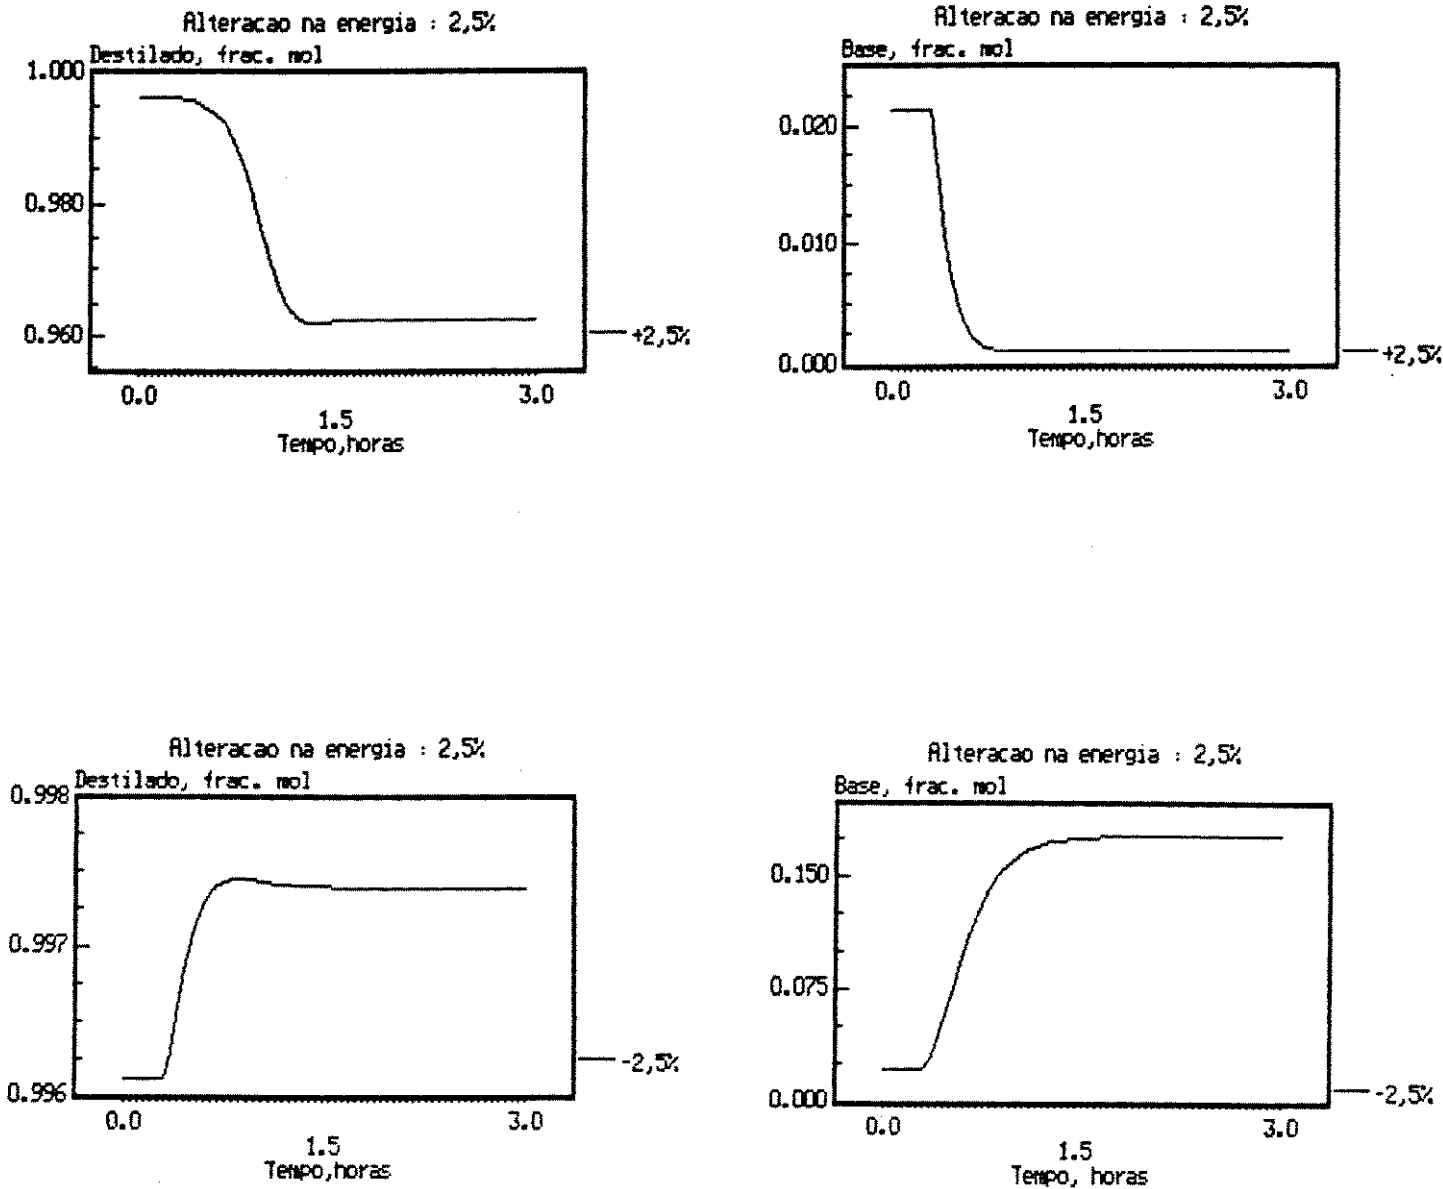 Alteracao na energia : 2,5%
Destilado, frac. mol
1.000
0.980
0.960
+2,5%
0.0
3.0
1.5
Tempo,horas
Alteracao na energia : 2,5%
Base, frac. mol
0.020
0.010
0.000
+2,5%
0.0
3.0
1.5
Tempo,horas
Alteracao na energia : 2,5%
Destilado, frac. mol
0.998
0.997
0.996
-2,5%
0.0
3.0
1.5
Tempo,horas
Alteracao na energia : 2,5%
Base, frac. mol
0.150
0.075
0.000
-2,5%
0.0
3.0
1.5
Tempo, horas